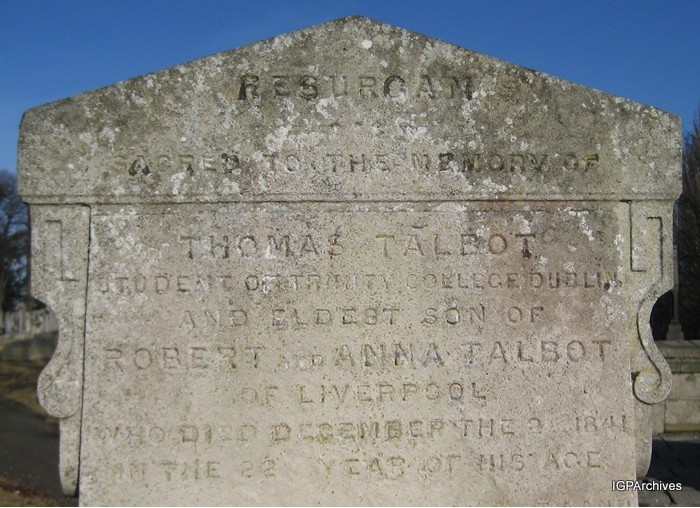 RESURGAM
SACRED TO THE MEMORY OF
THOMAS TALBOT
STUDENT OF TRINITY COLLEGE DUBLIN
AND ELDEST SON OF
ROBERT AND ANNA TALBOT
OF LIVERPOOL
WHO DIED DECEMBER THE 1841
IN THE 22 YEAR OF HIS AGE
IGPArchives